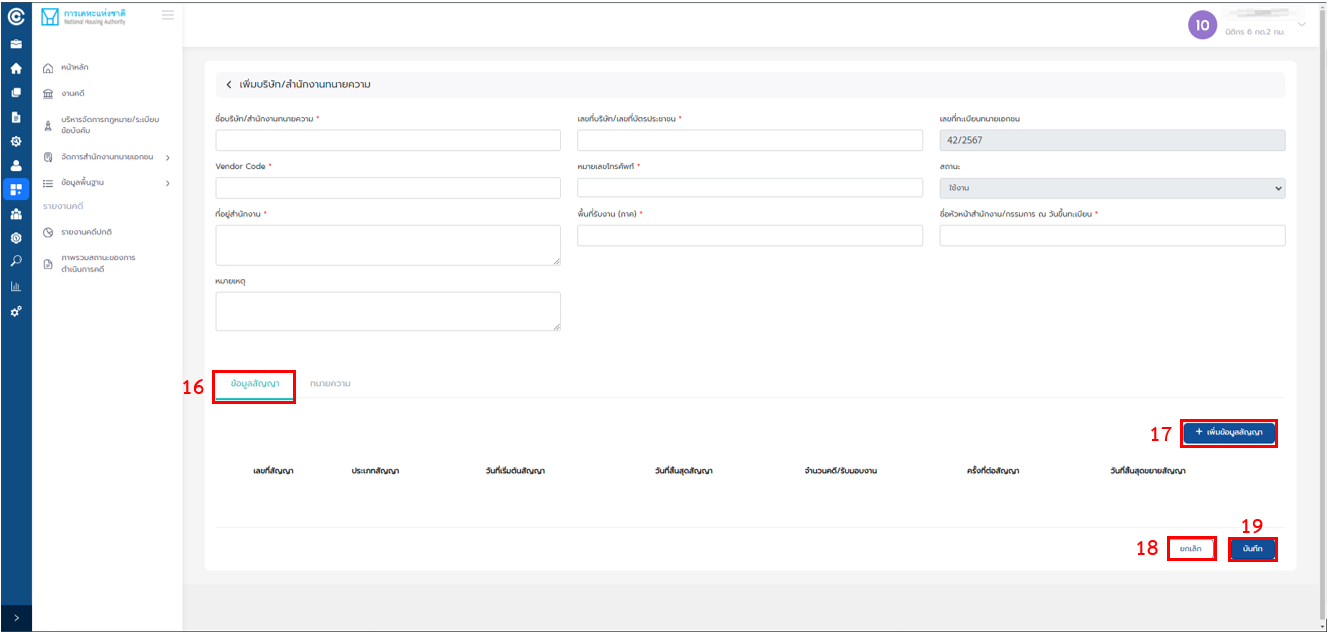 การเคหะแห่งชาติ
National Housing Authority
10
นิติกร 6 กด.2 กม.
หน้าหลัก
งานคดี
บริหารจัดการกฎหมาย/ระเบียบ
ข้อบังคับ
จัดการสำนักงานทนายเอกชน
ข้อมูลพื้นฐาน
รายงานคดี
รายงานคดีปกติ
ภาพรวมสถานะของการ
ดำเนินการคดี
เพิ่มบริษัท/สำนักงานทนายความ
ชื่อบริษัท/สำนักงานทนายความ *
เลขที่บริษัท/เลขที่บัตรประชาชน *
เลขที่ทะเบียนทนายเอกชน
42/2567
Vendor Code *
หมายเลขโทรศัพท์ *
สถานะ
ใช้งาน
ที่อยู่สำนักงาน *
พื้นที่รับงาน (ภาค) *
ชื่อหัวหน้าสำนักงาน/กรรมการ ณ วันขึ้นทะเบียน *
หมายเหตุ
16
ข้อมูลสัญญา
ทนายความ
17
+ เพิ่มข้อมูลสัญญา
เลขที่สัญญา
ประเภทสัญญา
วันที่เริ่มต้นสัญญา
วันที่สิ้นสุดสัญญา
จำนวนคดี/รับมอบงาน
ครั้งที่ต่อสัญญา
วันที่สิ้นสุดขยายสัญญา
18
ยกเลิก
19
บันทึก